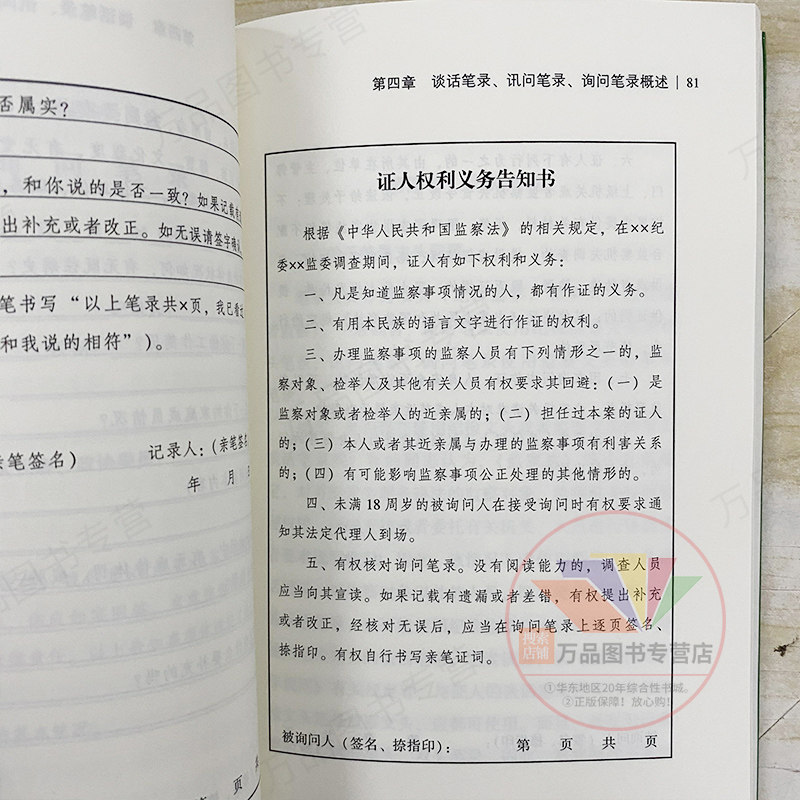 否属实？
，和你说的是否一致？如果记载有
出补充或者改正。如无误请签字确认
笔书写“以上笔录共×页，我已看过
和我说的相符”）。
亲笔签名）
记录人：（亲笔签名
年 月
页
第四章 谈话笔录、讯问笔录、询问笔录概述 | 81
证人权利义务告知书
根据《中华人民共和国监察法》的相关规定，在××纪
委××监委调查期间，证人有如下权利和义务：
一、凡是知道监察事项情况的人，都有作证的义务。
二、有用本民族的语言文字进行作证的权利。
三、办理监察事项的监察人员有下列情形之一的，监
察对象、检举人及其他有关人员有权要求其回避：（一）是
监察对象或者检举人的近亲属的；（二）担任过本案的证人
的；（三）本人或者其近亲属与办理的监察事项有利害关系
的；（四）有可能影响监察事项公正处理的其他情形的。
四、未满 18 周岁的被询问人在接受询问时有权要求通
知其法定代理人到场。
五、有权核对询问笔录。没有阅读能力的，调查人员
应当向其宣读。如果记载有遗漏或者差错，有权提出补充
或者改正，经核对无误后，应当在询问笔录上逐页签名、
捺指印。有权自行书写亲笔证词。
被询问人（签名、捺指印）： 第 页 共 页
搜索
店铺
万品图书专营店
①华东地区20年综合性书城。
②正版保障！放心购！
万品图书专营